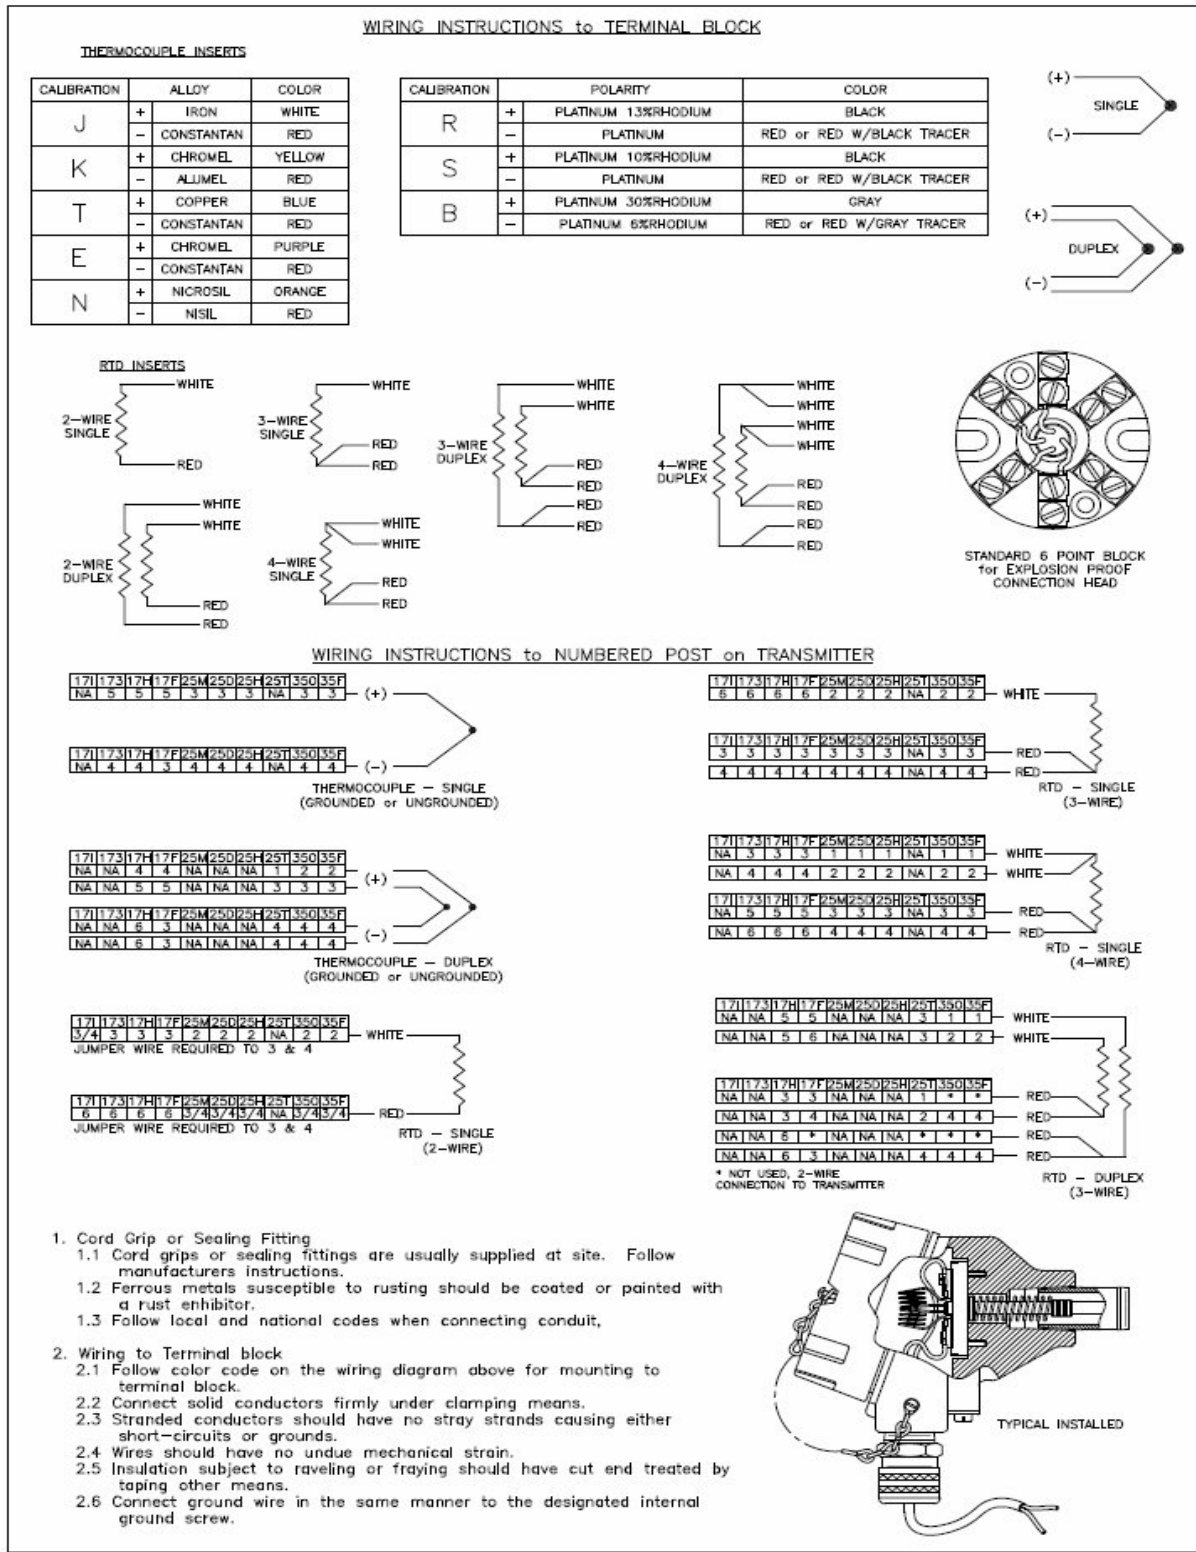 WIRING INSTRUCTIONS to TERMINAL BLOCK
THERMOCOUPLE INSERTS
CALIBRATION ALLOY COLOR
J + IRON WHITE
− CONSTANTAN RED
K + CHROMEL YELLOW
− ALUMEL RED
T + COPPER BLUE
− CONSTANTAN RED
E + CHROMEL PURPLE
− CONSTANTAN RED
N + NICROSIL ORANGE
− NISIL RED
CALIBRATION POLARITY COLOR
R + PLATINUM 13%RHODIUM BLACK
− PLATINUM RED or RED W/BLACK TRACER
S + PLATINUM 10%RHODIUM BLACK
− PLATINUM RED or RED W/BLACK TRACER
B + PLATINUM 30%RHODIUM GRAY
− PLATINUM 6%RHODIUM RED or RED W/GRAY TRACER
(+)
SINGLE
(−)
(+)
DUPLEX
(−)
RTD INSERTS
WHITE
2−WIRE
SINGLE
RED
WHITE
3−WIRE
SINGLE
RED
RED
WHITE
WHITE
3−WIRE
DUPLEX
RED
RED
RED
RED
WHITE
WHITE
WHITE
WHITE
4−WIRE
DUPLEX
RED
RED
RED
RED
WHITE
WHITE
2−WIRE
DUPLEX
RED
RED
WHITE
WHITE
4−WIRE
SINGLE
RED
RED
STANDARD 6 POINT BLOCK
for EXPLOSION PROOF
CONNECTION HEAD
WIRING INSTRUCTIONS to NUMBERED POST on TRANSMITTER
17I 173 17H 17F 25M 25D 25H 25T 350 35F
NA 5 5 5 3 3 3 NA 3 3 (+)
17I 173 17H 17F 25M 25D 25H 25T 350 35F
NA 4 4 3 4 4 4 NA 4 4 (−)
THERMOCOUPLE − SINGLE
(GROUNDED or UNGROUNDED)
17I 173 17H 17F 25M 25D 25H 25T 350 35F
NA NA 4 4 NA NA NA 1 2 2
(+)
NA NA 5 5 NA NA NA 3 3 3
17I 173 17H 17F 25M 25D 25H 25T 350 35F
NA NA 6 3 NA NA NA 4 4 4
(−)
NA NA 6 3 NA NA NA 4 4 4
THERMOCOUPLE − DUPLEX
(GROUNDED or UNGROUNDED)
17I 173 17H 17F 25M 25D 25H 25T 350 35F
3/4 3 3 3 2 2 2 NA 2 2 WHITE
JUMPER WIRE REQUIRED TO 3 & 4
17I 173 17H 17F 25M 25D 25H 25T 350 35F
6 6 6 6 3/4 3/4 3/4 NA 3/4 3/4 RED
JUMPER WIRE REQUIRED TO 3 & 4
RTD − SINGLE
(2−WIRE)
17I 173 17H 17F 25M 25D 25H 25T 350 35F
6 6 6 6 2 2 2 NA 2 2 WHITE
17I 173 17H 17F 25M 25D 25H 25T 350 35F
3 3 3 3 3 3 3 NA 3 3 RED
4 4 4 4 4 4 4 NA 4 4 RED
RTD − SINGLE
(3−WIRE)
17I 173 17H 17F 25M 25D 25H 25T 350 35F
NA 3 3 3 1 1 1 NA 1 1 WHITE
NA 4 4 4 2 2 2 NA 2 2 WHITE
17I 173 17H 17F 25M 25D 25H 25T 350 35F
NA 5 5 5 3 3 3 NA 3 3 RED
NA 6 6 6 4 4 4 NA 4 4 RED
RTD − SINGLE
(4−WIRE)
17I 173 17H 17F 25M 25D 25H 25T 350 35F
NA NA 5 5 NA NA NA 3 1 1 WHITE
NA NA 5 6 NA NA NA 3 2 2 WHITE
17I 173 17H 17F 25M 25D 25H 25T 350 35F
NA NA 3 3 NA NA NA 1 * * RED
NA NA 3 4 NA NA NA 2 4 4 RED
NA NA 6 * NA NA NA * * * RED
NA NA 6 3 NA NA NA 4 4 4 RED
* NOT USED, 2−WIRE
CONNECTION TO TRANSMITTER
RTD − DUPLEX
(3−WIRE)
1. Cord Grip or Sealing Fitting
1.1 Cord grips or sealing fittings are usually supplied at site. Follow
manufacturers instructions.
1.2 Ferrous metals susceptible to rusting should be coated or painted with
a rust enhibitor.
1.3 Follow local and national codes when connecting conduit,
2. Wiring to Terminal block
2.1 Follow color code on the wiring diagram above for mounting to
terminal block.
2.2 Connect solid conductors firmly under clamping means.
2.3 Stranded conductors should have no stray strands causing either
short−circuits or grounds.
2.4 Wires should have no undue mechanical strain.
2.5 Insulation subject to raveling or fraying should have cut end treated by
taping other means.
2.6 Connect ground wire in the same manner to the designated internal
ground screw.
TYPICAL INSTALLED